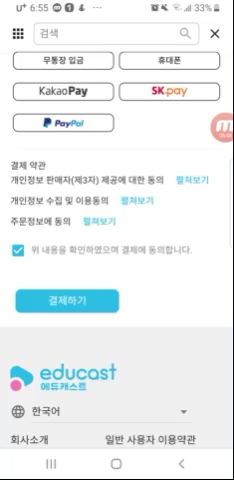 U+ 6:55 33%
검색
무통장 입금 휴대폰
KakaoPay SK pay
PayPal
결제 약관
개인정보 판매자(제3자) 제공에 대한 동의 펼쳐보기
개인정보 수집 및 이용동의 펼쳐보기
주문정보에 동의 펼쳐보기
위 내용을 확인하였으며 결제에 동의합니다.
결제하기
educast
에듀캐스트
한국어
회사소개 일반 사용자 이용약관